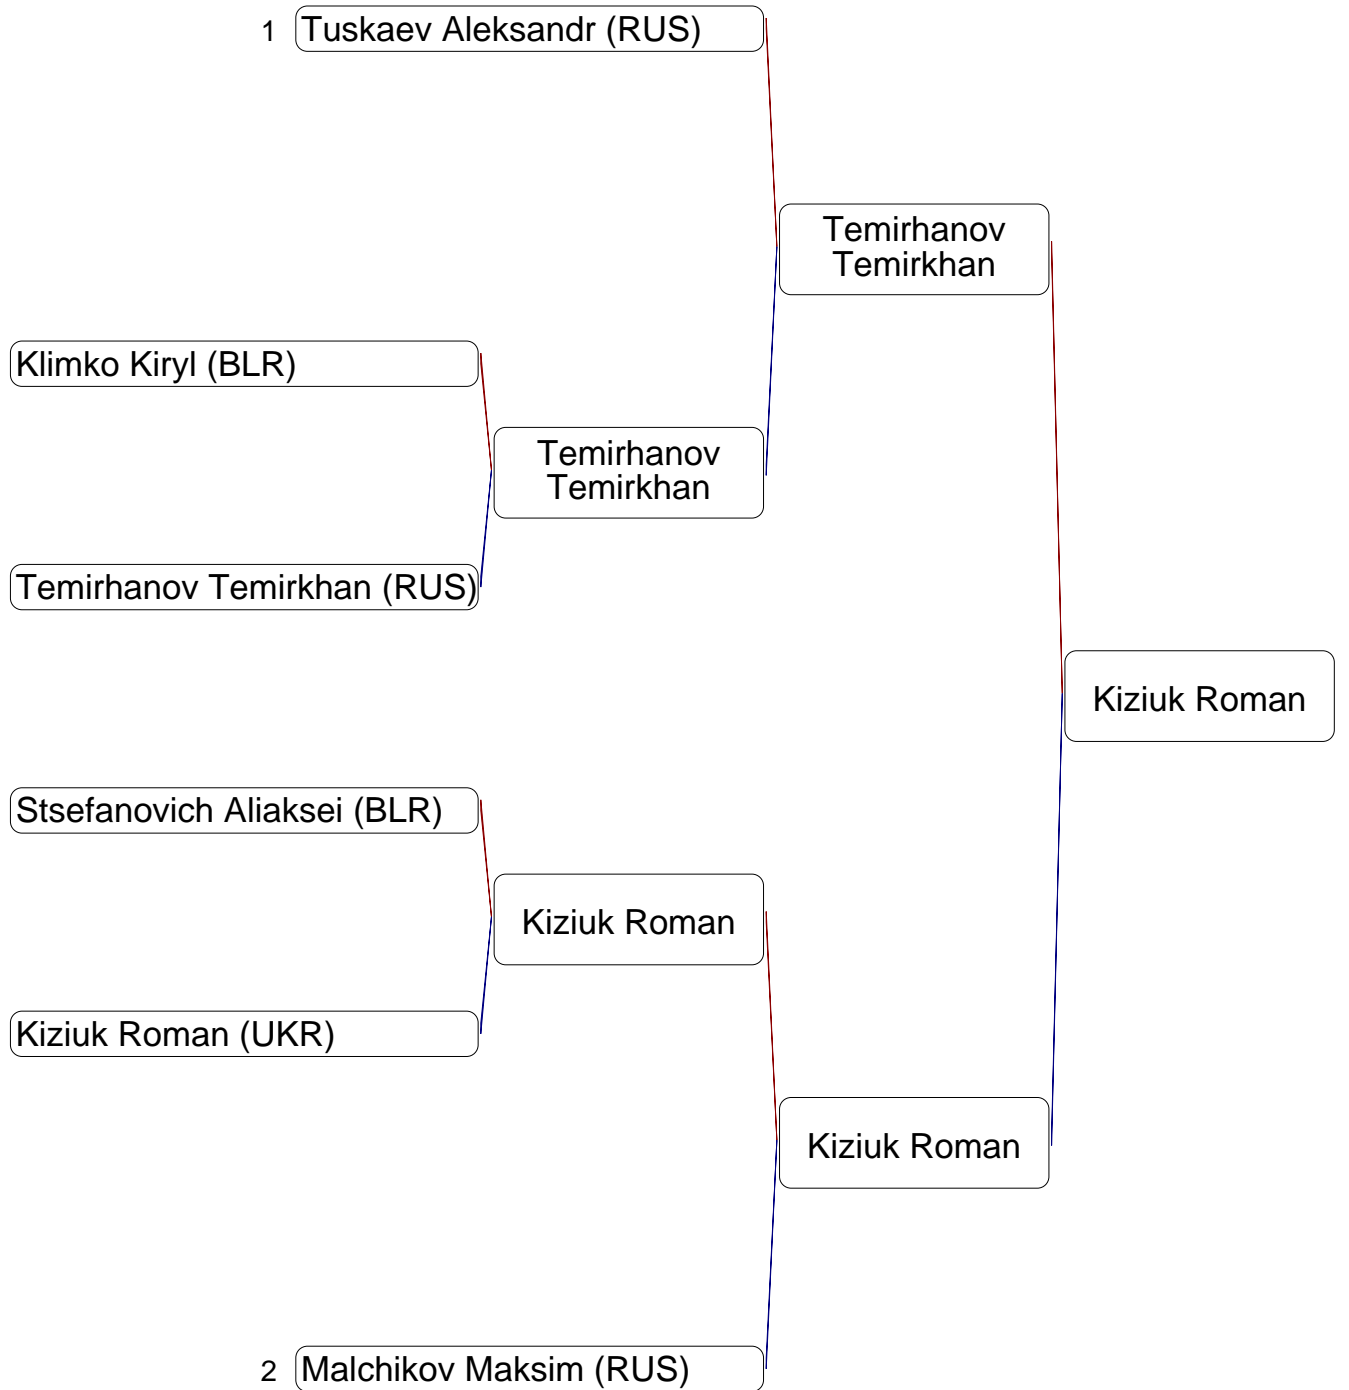 1 Tuskaev Aleksandr (RUS)
Temirhanov
Temirkhan
Klimko Kiryl (BLR)
Temirhanov
Temirkhan
Temirhanov Temirkhan (RUS)
Kiziuk Roman
Stsefanovich Aliaksei (BLR)
Kiziuk Roman
Kiziuk Roman (UKR)
Kiziuk Roman
2 Malchikov Maksim (RUS)